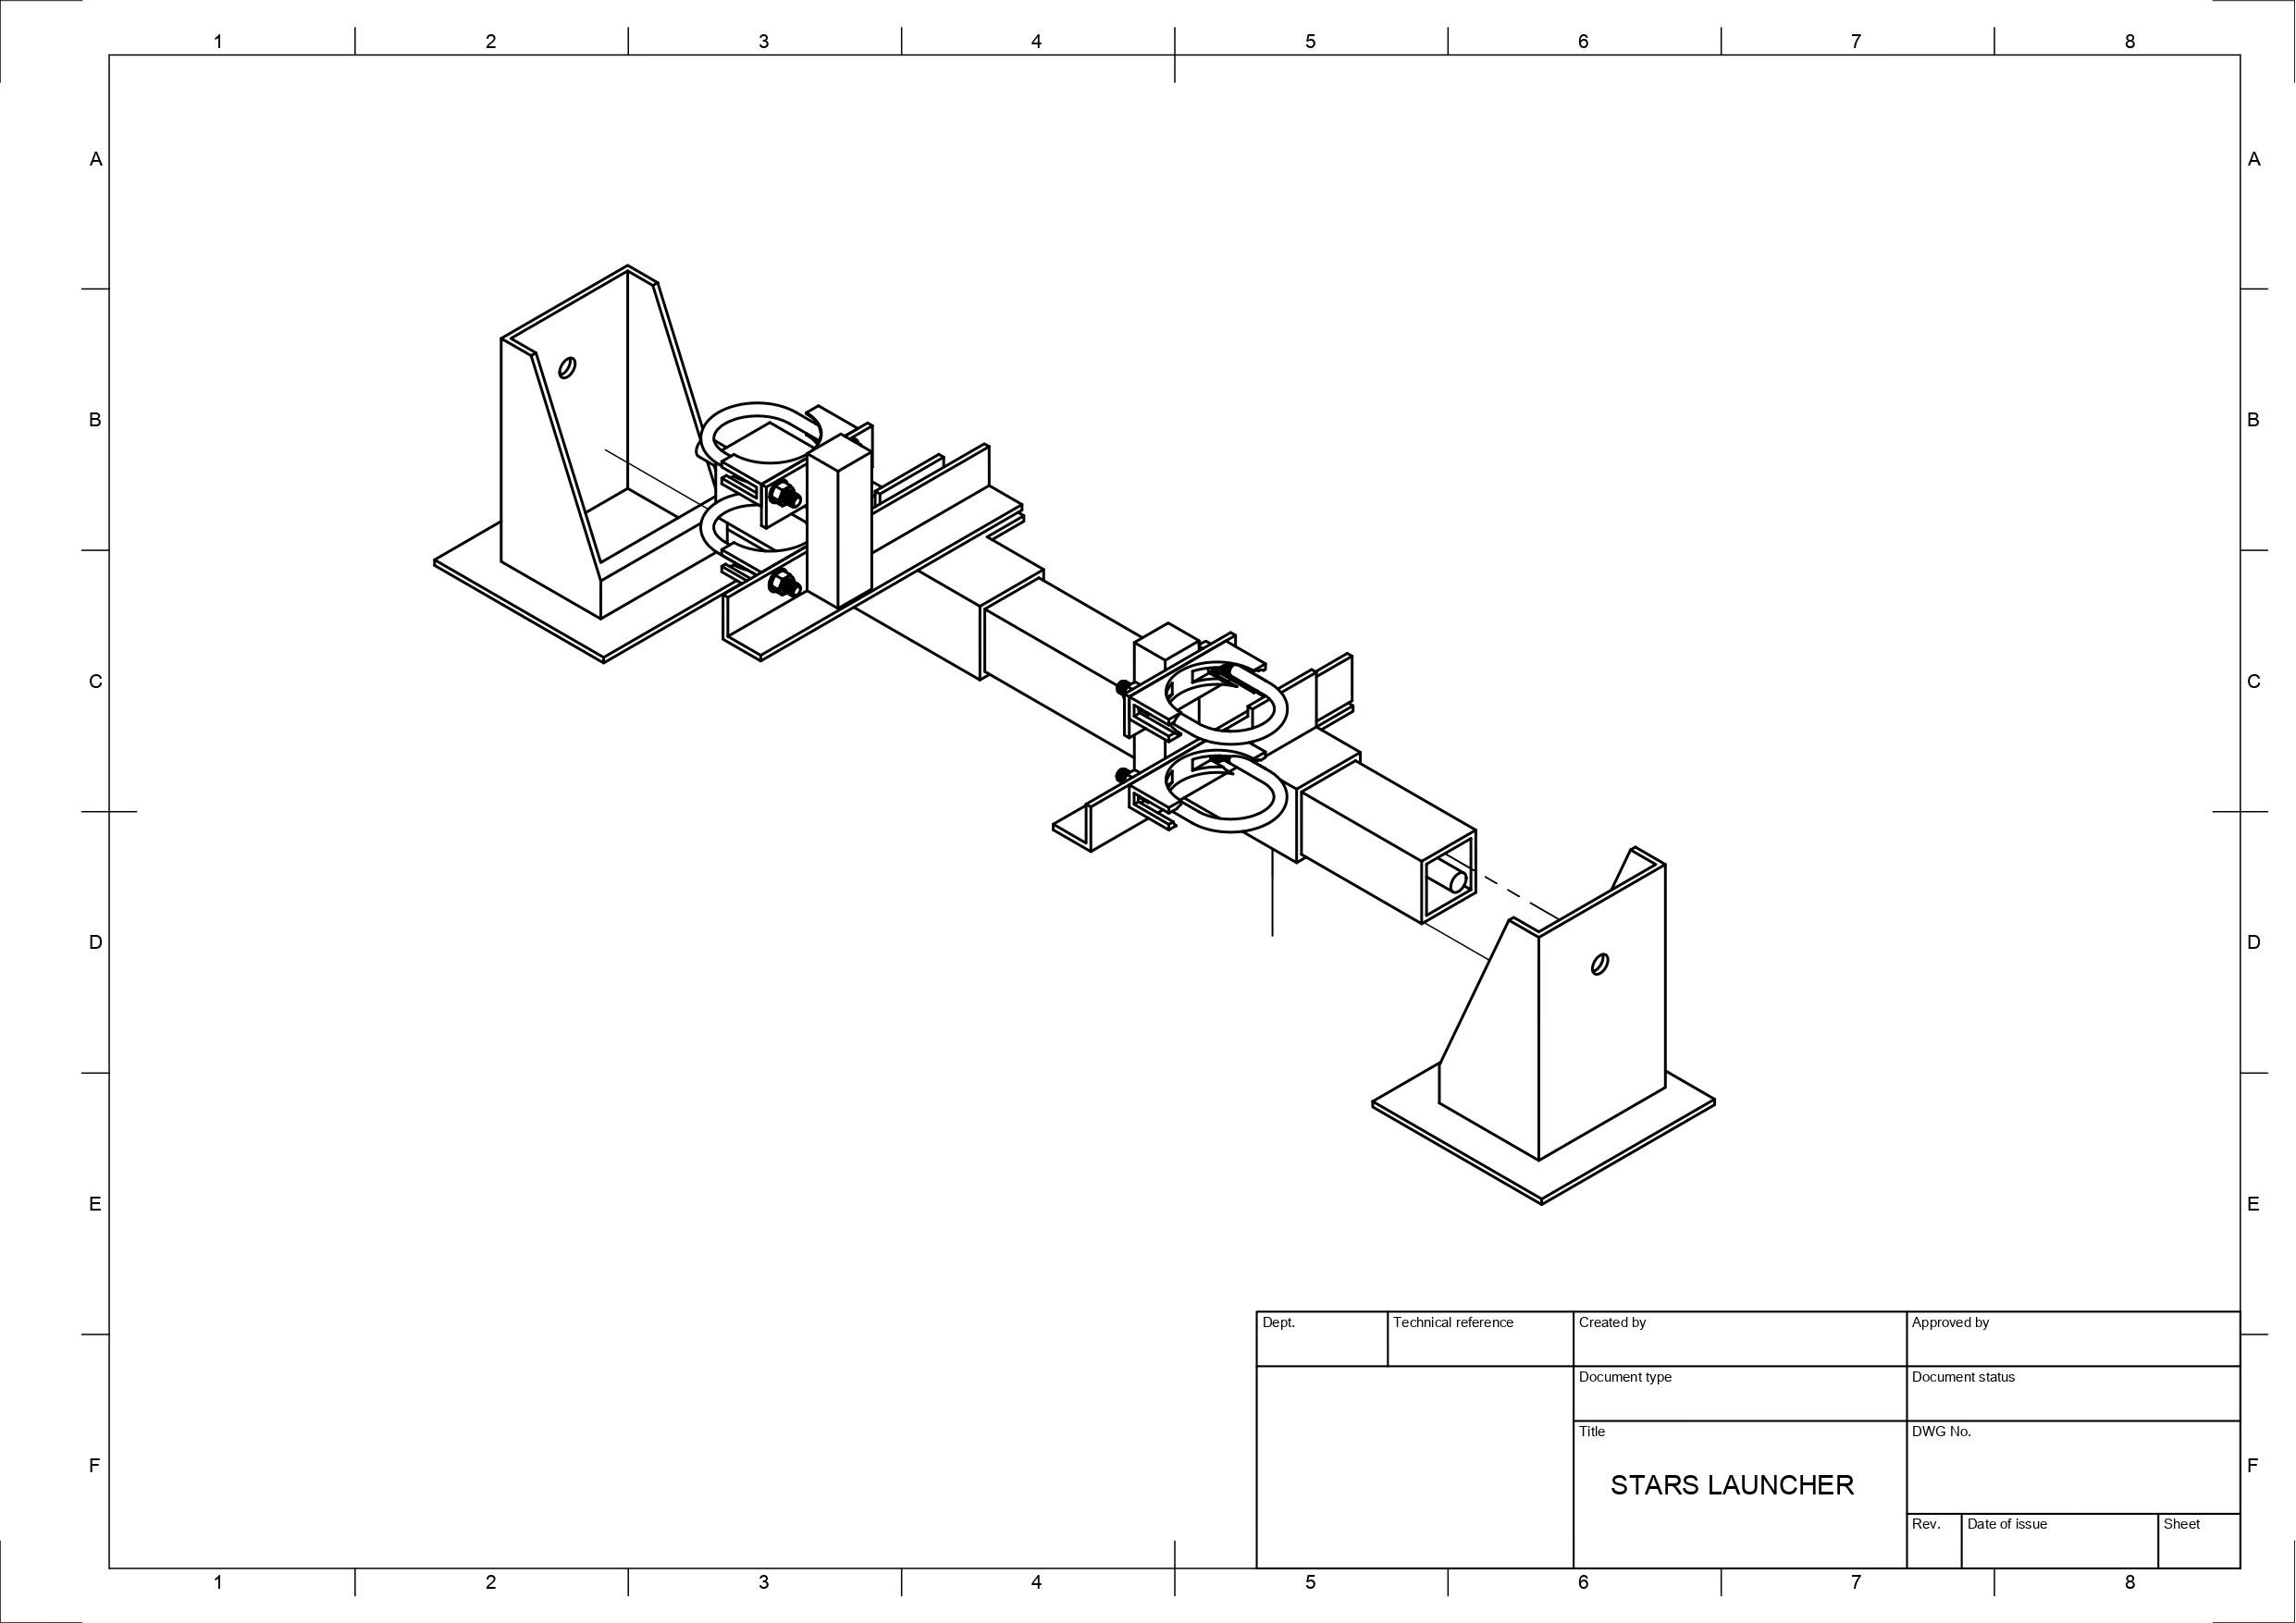 1 2 3 4 5 6 7 8
A A
B B
C C
D D
E E
Dept. Technical reference Created by Approved by
Document type Document status
Title DWG No.
F STARS LAUNCHER F
Rev. Date of issue Sheet
1 2 3 4 5 6 7 8